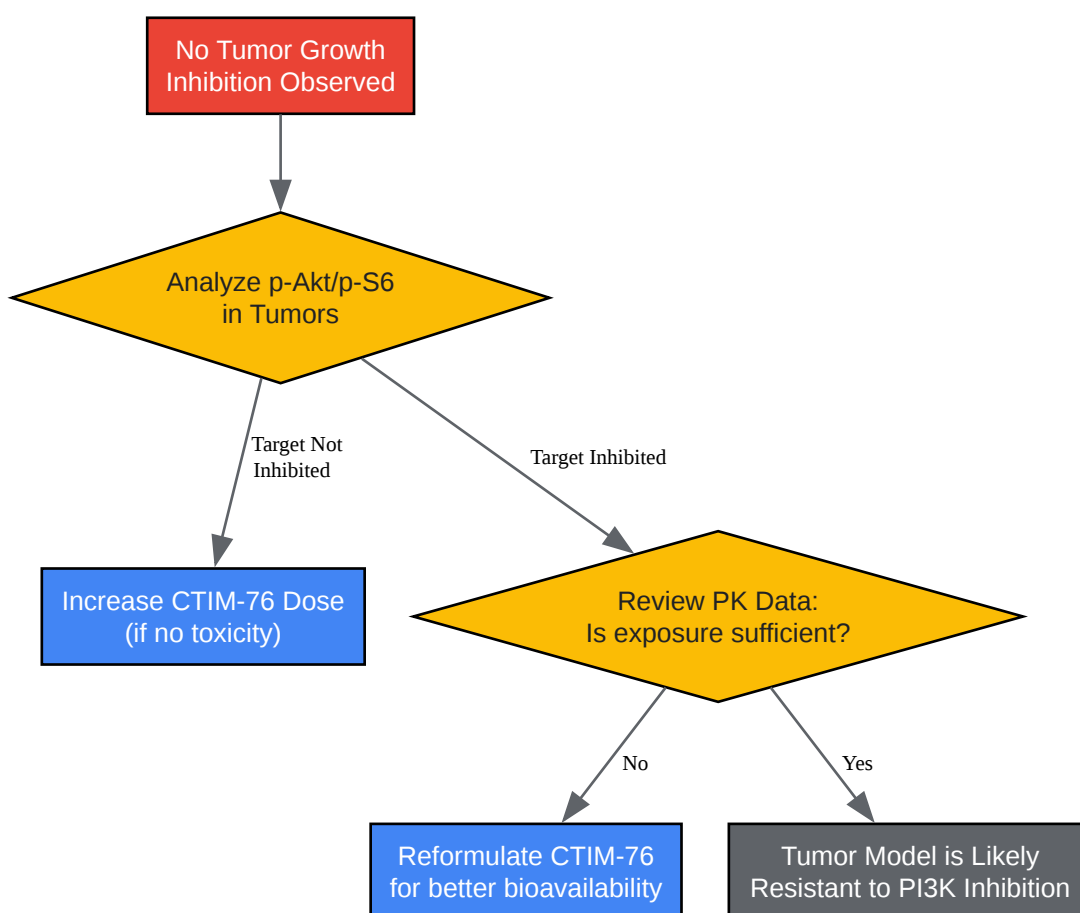 No Tumor Growth
Inhibition Observed
Analyze p-Akt/p-S6
in Tumors
Target Not
Inhibited
Target Inhibited
Increase CTIM-76 Dose
(if no toxicity)
Review PK Data:
Is exposure sufficient?
No
Yes
Reformulate CTIM-76
for better bioavailability
Tumor Model is Likely
Resistant to PI3K Inhibition